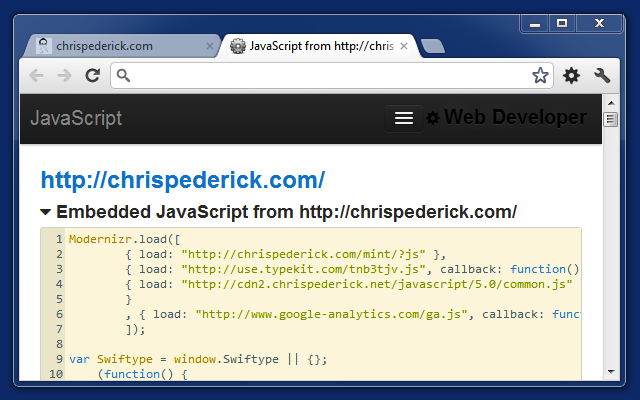 chrispederick.com
JavaScript from http://chris
JavaScript
Web Developer
http://chrispederick.com/
Embedded JavaScript from http://chrispederick.com/
1 Modernizr.load([
2 { load: "http://chrispederick.com/mint/?js" },
3 { load: "http://use.typekit.com/tnb3tjv.js", callback: function()
4 { load: "http://cdn2.chrispederick.net/javascript/5.0/common.js"
5 }
6 , { load: "http://www.google-analytics.com/ga.js", callback: func
7 ]);
8
9 var Swiftype = window.Swiftype || {};
10 (function() {